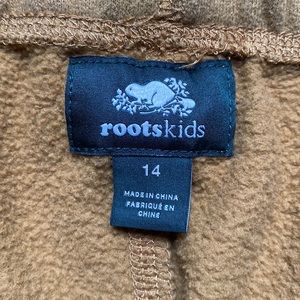 rootskids
14
MADE IN CHINA
FABRIQUÉ EN
CHINE